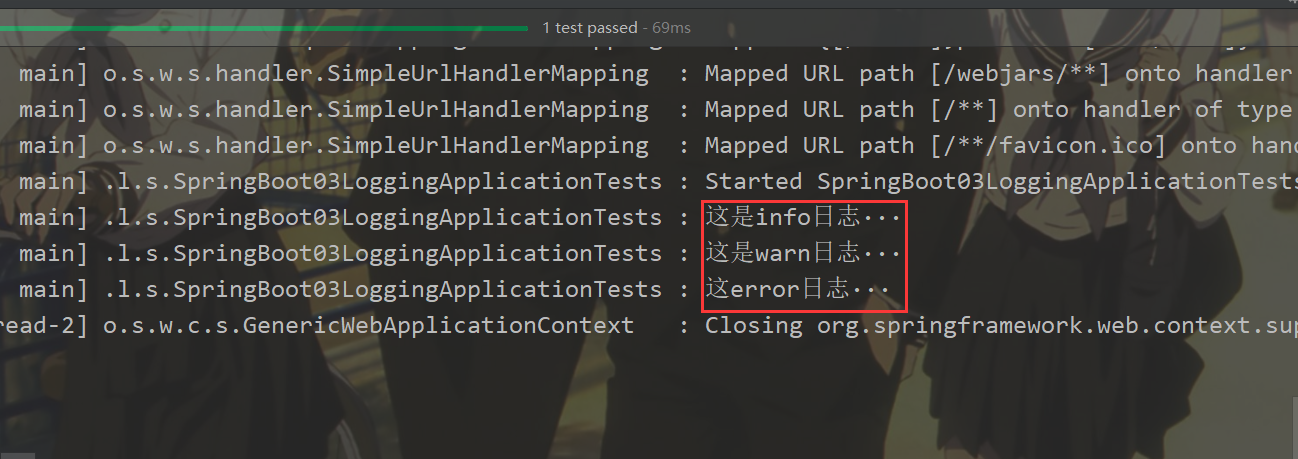 1 test passed - 69ms
main] o.s.w.s.handler.SimpleUrlHandlerMapping : Mapped URL path [/webjars/**] onto handler
main] o.s.w.s.handler.SimpleUrlHandlerMapping : Mapped URL path [/**] onto handler of type
main] o.s.w.s.handler.SimpleUrlHandlerMapping : Mapped URL path [/**/favicon.ico] onto hand
main] .l.s.SpringBoot03LoggingApplicationTests : Started SpringBoot03LoggingApplicationTests
main] .l.s.SpringBoot03LoggingApplicationTests : 这是info日志···
main] .l.s.SpringBoot03LoggingApplicationTests : 这是warn日志···
main] .l.s.SpringBoot03LoggingApplicationTests : 这error日志···
read-2] o.s.w.c.s.GenericWebApplicationContext : Closing org.springframework.web.context.sup